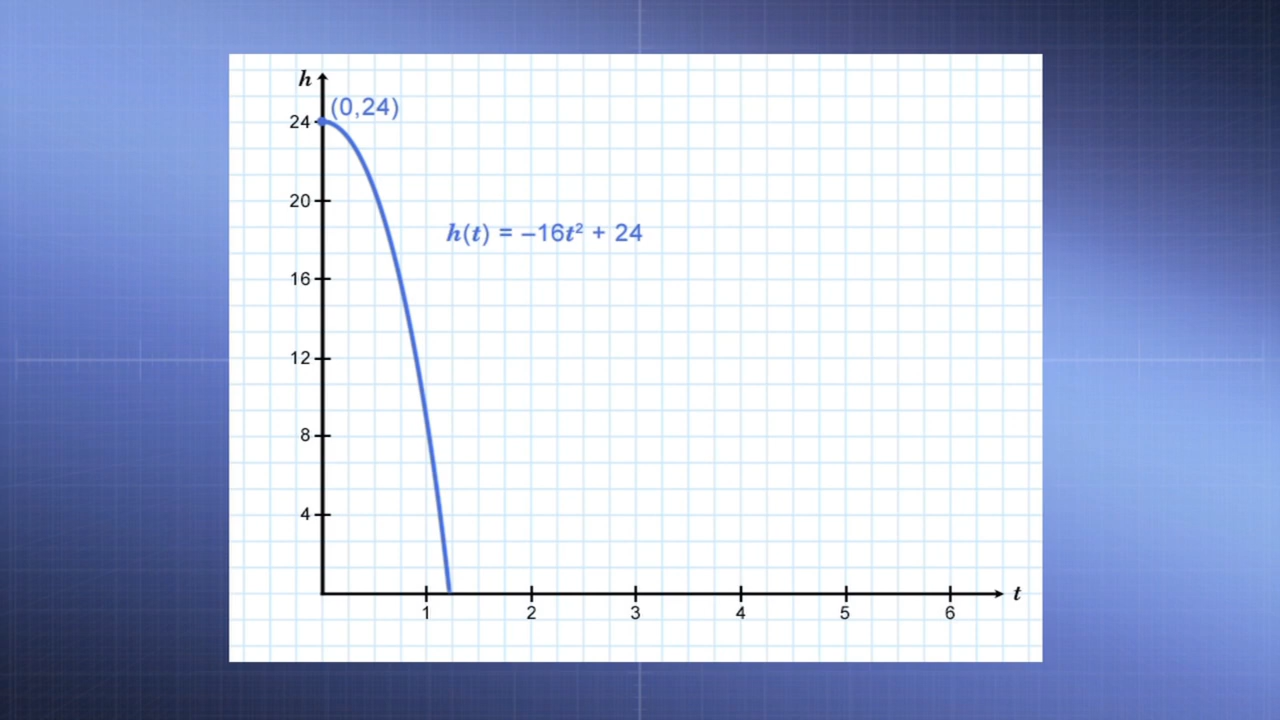 h
(0,24)
24
20
h(t) = –16t² + 24
16
12
8
4
t
1 2 3 4 5 6